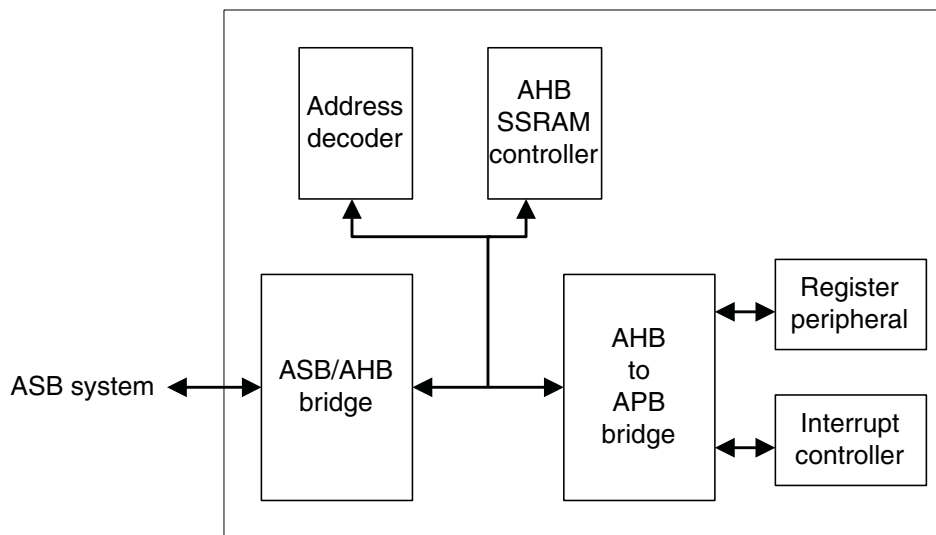 Address
decoder
AHB
SSRAM
controller
ASB system
ASB/AHB
bridge
AHB
to
APB
bridge
Register
peripheral
Interrupt
controller